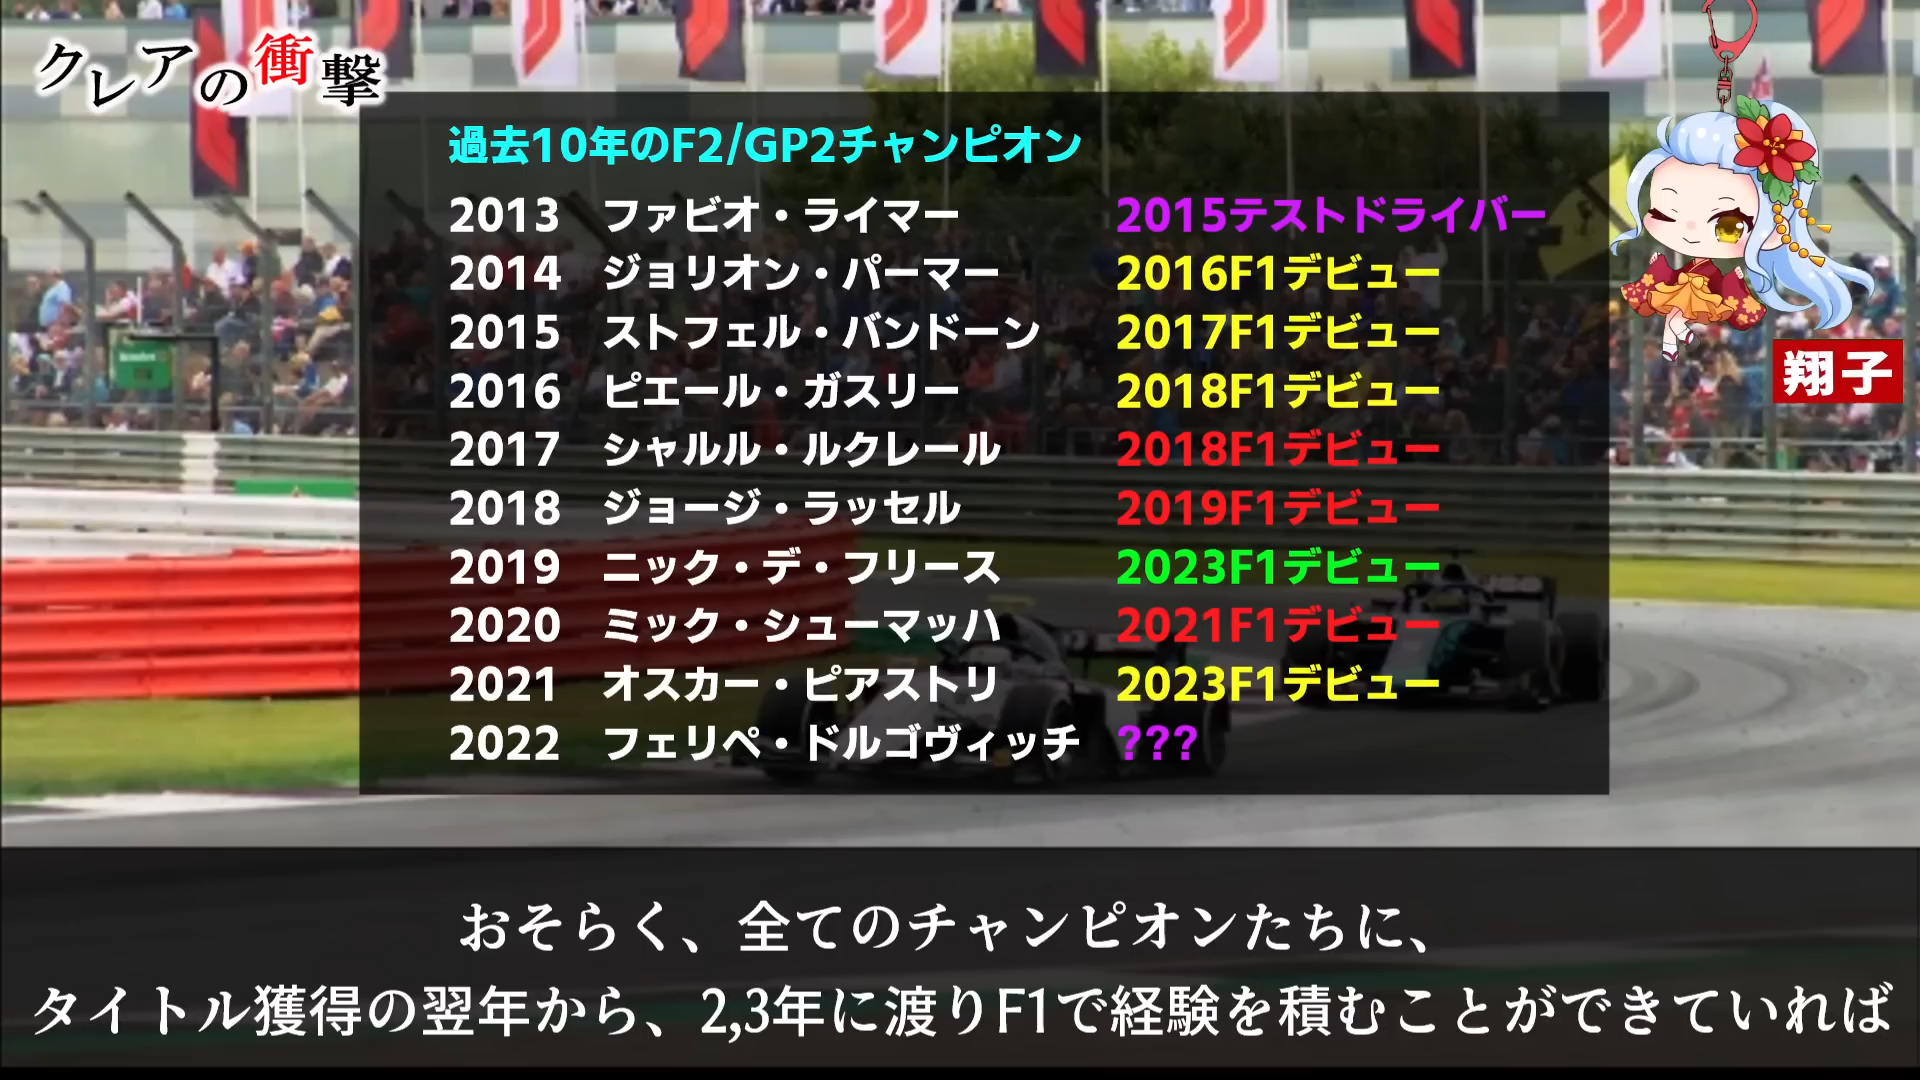 クレアの衝撃
過去10年のF2/GP2チャンピオン
2013 ファビオ・ライマー 2015テストドライバー
2014 ジョリオン・パーマー 2016F1デビュー
2015 ストフェル・バンドーン 2017F1デビュー
2016 ピエール・ガスリー 2018F1デビュー
2017 シャルル・ルクレール 2018F1デビュー
2018 ジョージ・ラッセル 2019F1デビュー
2019 ニック・デ・フリース 2023F1デビュー
2020 ミック・シューマッハ 2021F1デビュー
2021 オスカー・ピアストリ 2023F1デビュー
2022 フェリペ・ドルゴヴィッチ ???
翔子
おそらく、全てのチャンピオンたちに、
タイトル獲得の翌年から、2,3年に渡りF1で経験を積むことができていれば